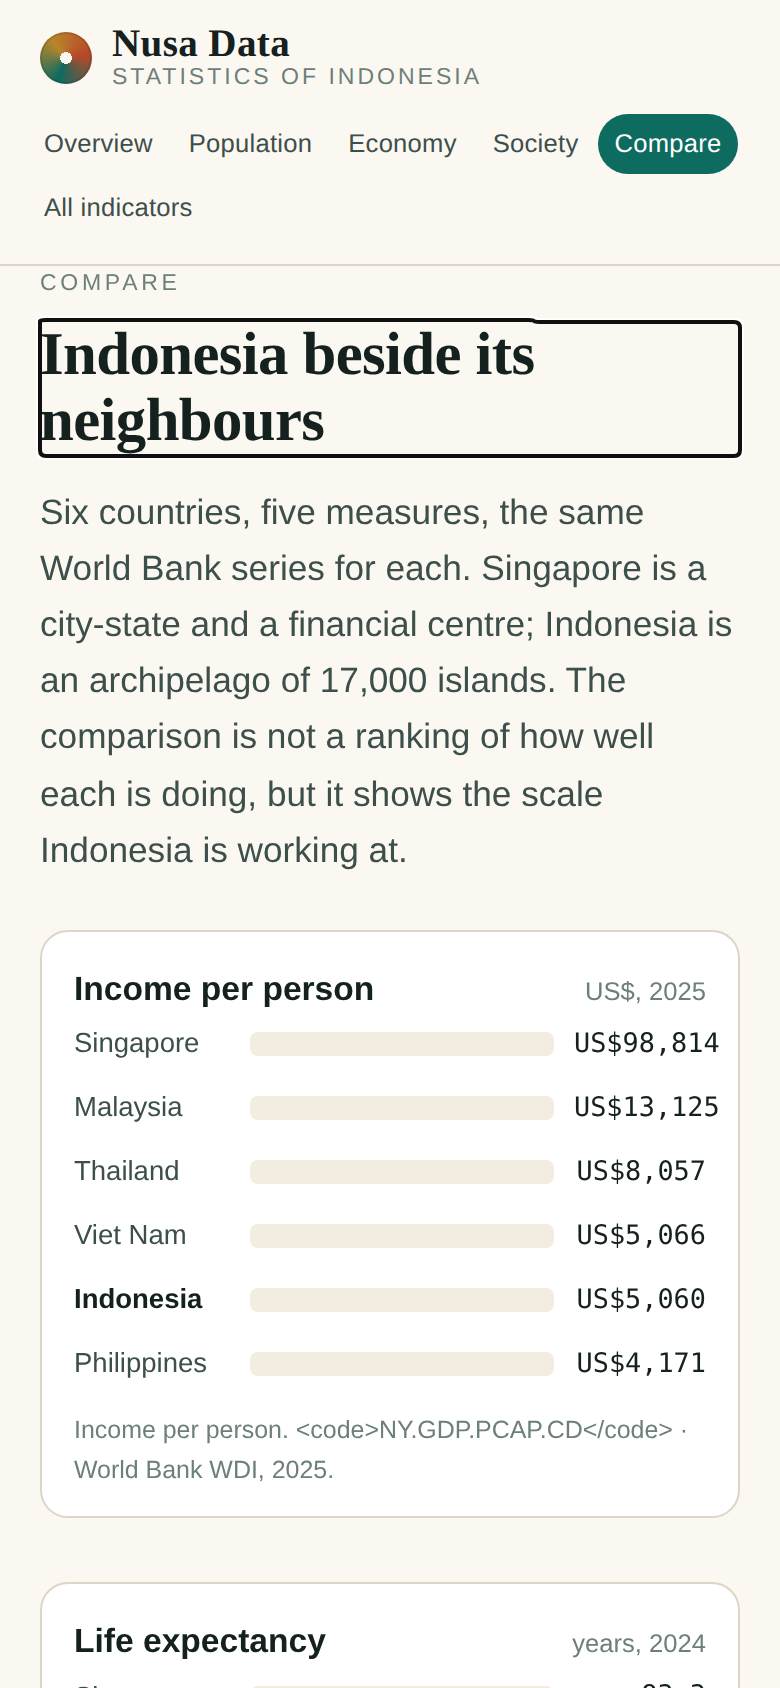 Nusa Data
STATISTICS OF INDONESIA
Overview Population Economy Society Compare
All indicators
COMPARE
Indonesia beside its
neighbours
Six countries, five measures, the same
World Bank series for each. Singapore is a
city-state and a financial centre; Indonesia is
an archipelago of 17,000 islands. The
comparison is not a ranking of how well
each is doing, but it shows the scale
Indonesia is working at.
Income per person US$, 2025
Singapore US$98,814
Malaysia US$13,125
Thailand US$8,057
Viet Nam US$5,066
Indonesia US$5,060
Philippines US$4,171
Income per person. <code>NY.GDP.PCAP.CD</code> ·
World Bank WDI, 2025.
Life expectancy years, 2024